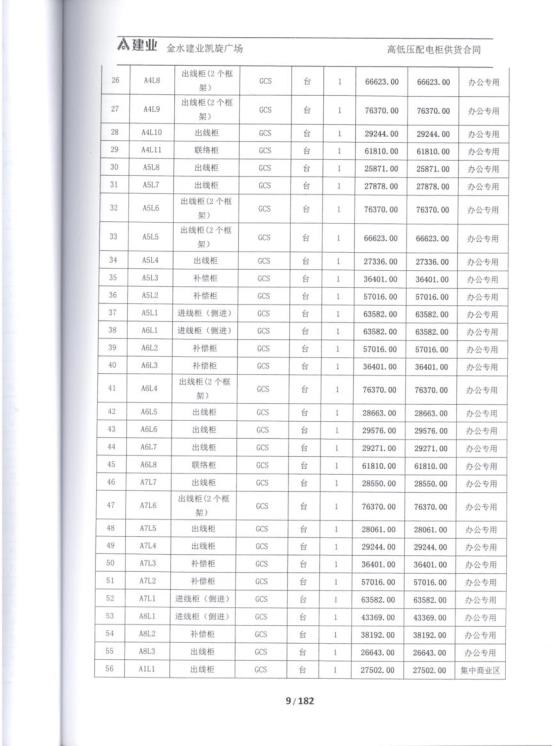 建业 金水建业凯旋广场 高低压配电柜供货合同
26 A4L8 出线柜(2个框架) GCS 台 1 66623.00 66623.00 办公专用
27 A4L9 出线柜(2个框架) GCS 台 1 76370.00 76370.00 办公专用
28 A4L10 出线柜 GCS 台 1 29244.00 29244.00 办公专用
29 A4L11 联络柜 GCS 台 1 61810.00 61810.00 办公专用
30 A5L8 出线柜 GCS 台 1 25871.00 25871.00 办公专用
31 A5L7 出线柜 GCS 台 1 27878.00 27878.00 办公专用
32 A5L6 出线柜(2个框架) GCS 台 1 76370.00 76370.00 办公专用
33 A5L5 出线柜(2个框架) GCS 台 1 66623.00 66623.00 办公专用
34 A5L4 出线柜 GCS 台 1 27336.00 27336.00 办公专用
35 A5L3 补偿柜 GCS 台 1 36401.00 36401.00 办公专用
36 A5L2 补偿柜 GCS 台 1 57016.00 57016.00 办公专用
37 A5L1 进线柜（侧进） GCS 台 1 63582.00 63582.00 办公专用
38 A6L1 进线柜（侧进） GCS 台 1 63582.00 63582.00 办公专用
39 A6L2 补偿柜 GCS 台 1 57016.00 57016.00 办公专用
40 A6L3 补偿柜 GCS 台 1 36401.00 36401.00 办公专用
41 A6L4 出线柜(2个框架) GCS 台 1 76370.00 76370.00 办公专用
42 A6L5 出线柜 GCS 台 1 28663.00 28663.00 办公专用
43 A6L6 出线柜 GCS 台 1 29576.00 29576.00 办公专用
44 A6L7 出线柜 GCS 台 1 29271.00 29271.00 办公专用
45 A6L8 联络柜 GCS 台 1 61810.00 61810.00 办公专用
46 A7L7 出线柜 GCS 台 1 28550.00 28550.00 办公专用
47 A7L6 出线柜(2个框架) GCS 台 1 76370.00 76370.00 办公专用
48 A7L5 出线柜 GCS 台 1 28061.00 28061.00 办公专用
49 A7L4 出线柜 GCS 台 1 29244.00 29244.00 办公专用
50 A7L3 补偿柜 GCS 台 1 36401.00 36401.00 办公专用
51 A7L2 补偿柜 GCS 台 1 57016.00 57016.00 办公专用
52 A7L1 进线柜（侧进） GCS 台 1 63582.00 63582.00 办公专用
53 A8L1 进线柜（侧进） GCS 台 1 43369.00 43369.00 办公专用
54 A8L2 补偿柜 GCS 台 1 38192.00 38192.00 办公专用
55 A8L3 出线柜 GCS 台 1 26643.00 26643.00 办公专用
56 A1L1 出线柜 GCS 台 1 27502.00 27502.00 集中商业区
9 / 182